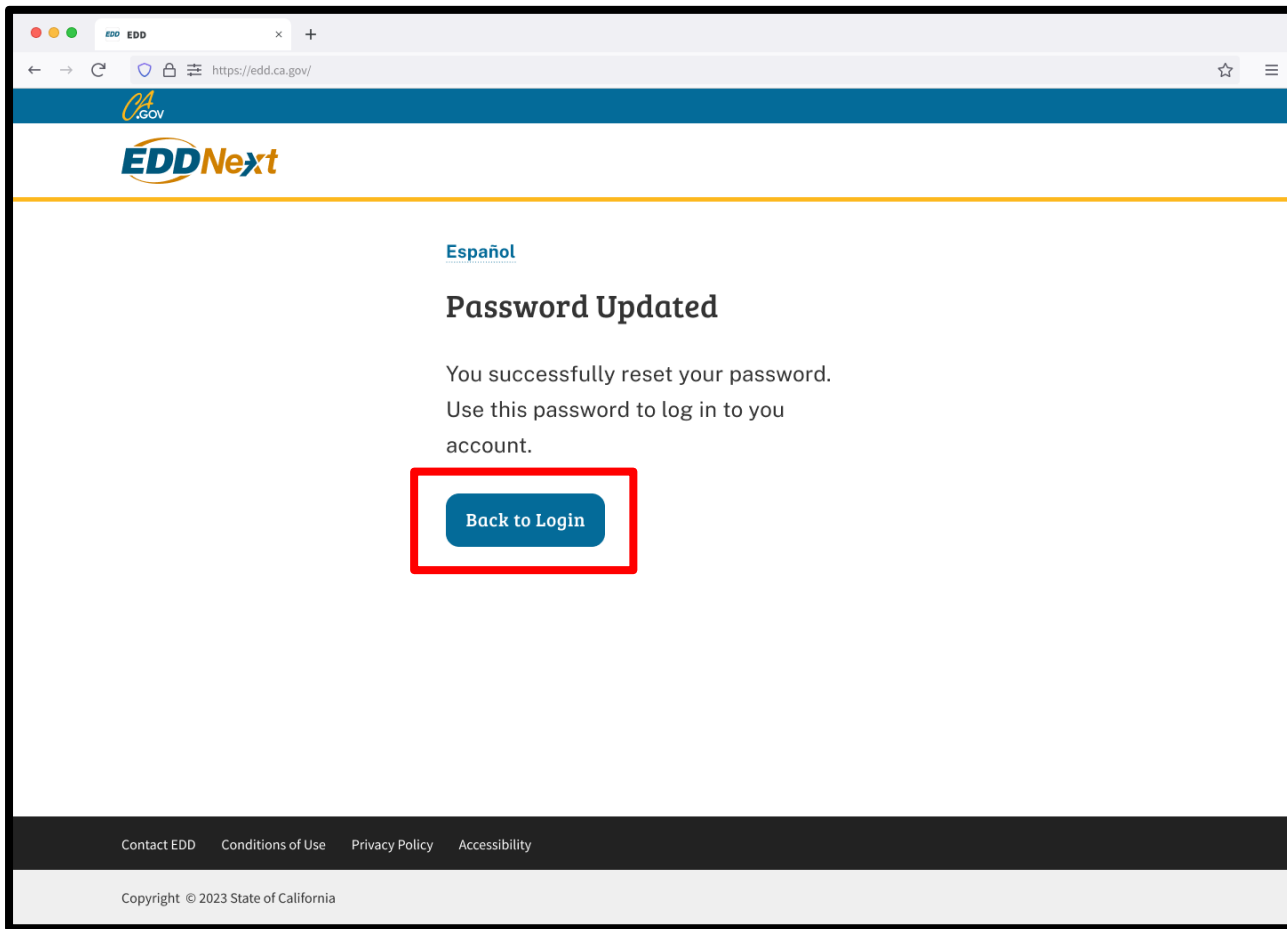 EDD EDD
https://edd.ca.gov/
CA.GOV
EDDNext
Español
Password Updated
You successfully reset your password.
Use this password to log in to you
account.
Back to Login
Contact EDD Conditions of Use Privacy Policy Accessibility
Copyright © 2023 State of California